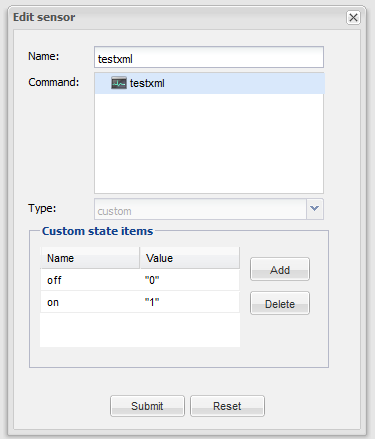 Edit sensor
Name: testxml
Command: testxml
Type: custom
Custom state items
Name Value
off "0"
on "1"
Add
Delete
Submit Reset